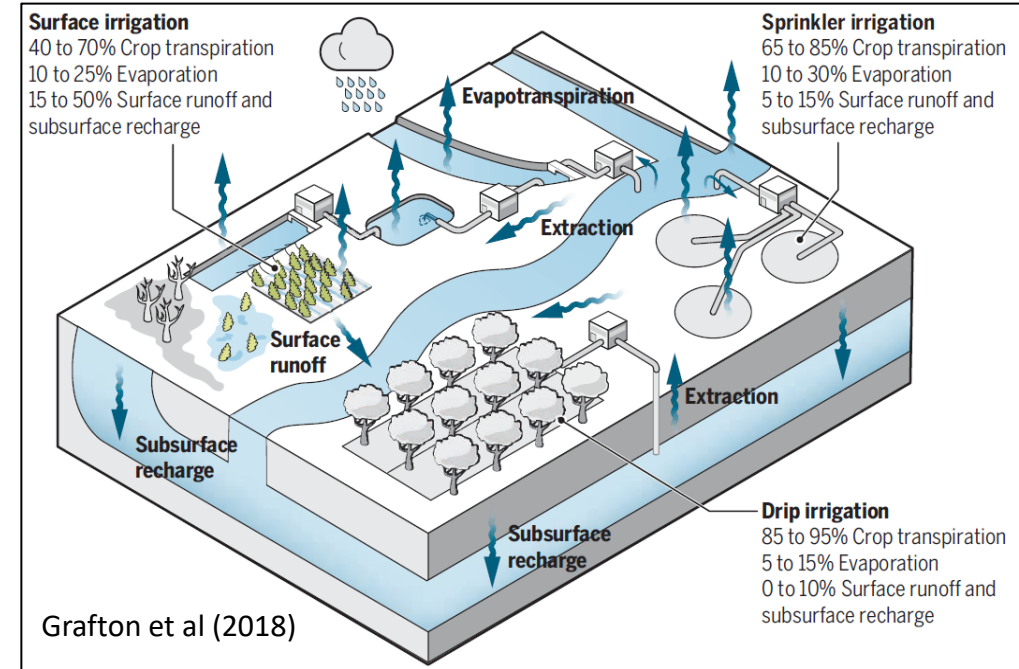 Surface irrigation
40 to 70% Crop transpiration
10 to 25% Evaporation
15 to 50% Surface runoff and
subsurface recharge
Sprinkler irrigation
65 to 85% Crop transpiration
10 to 30% Evaporation
5 to 15% Surface runoff and
subsurface recharge
Evapotranspiration
Extraction
Surface
runoff
Extraction
Subsurface
recharge
Subsurface
recharge
Drip irrigation
85 to 95% Crop transpiration
5 to 15% Evaporation
0 to 10% Surface runoff and
subsurface recharge
Grafton et al (2018)